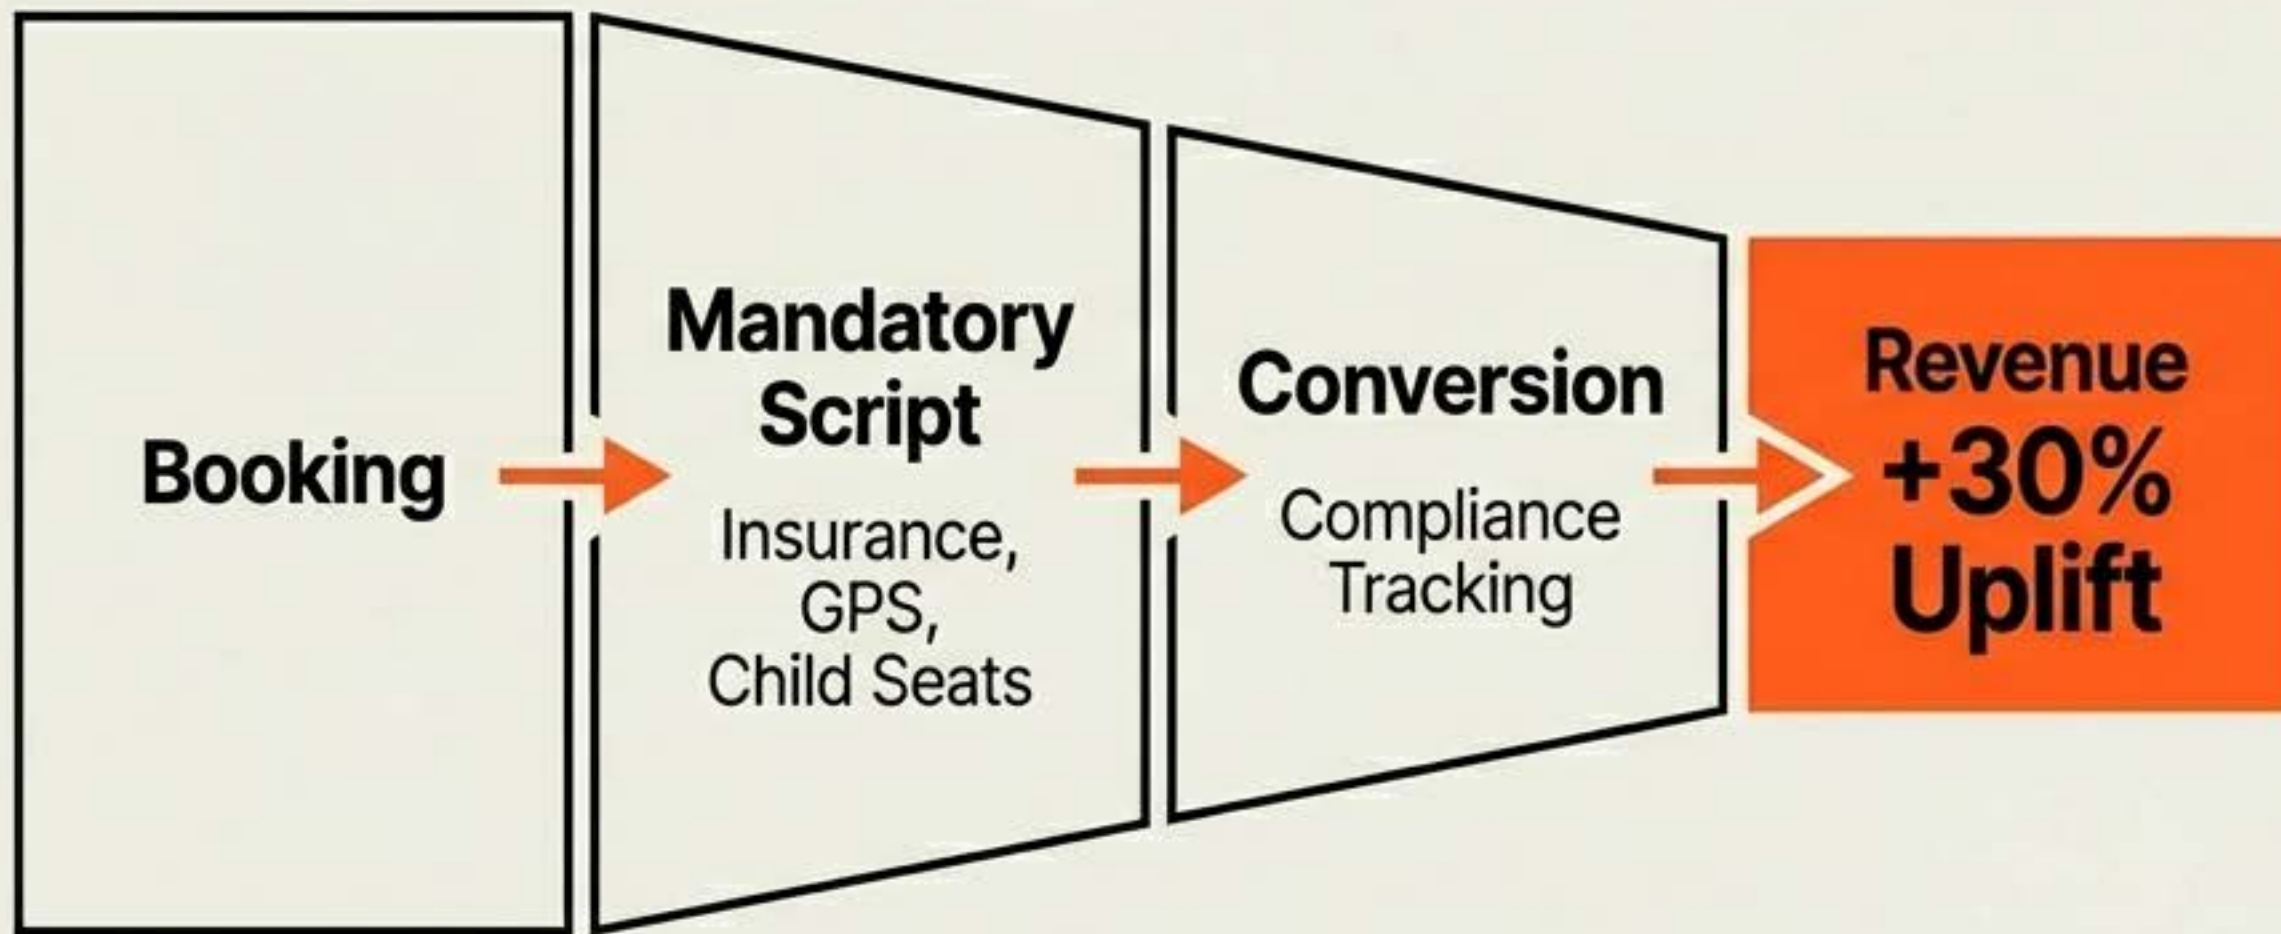 Booking
Mandatory
Script
Insurance,
GPS,
Child Seats
Conversion
Compliance
Tracking
Revenue
+30%
Uplift